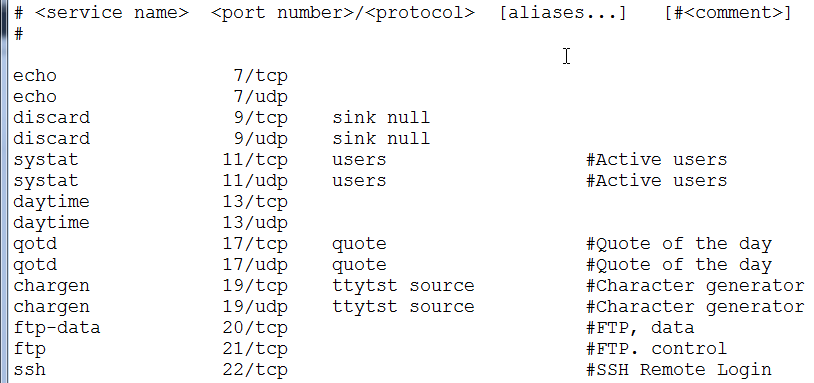 # <service name>  <port number>/<protocol>  [aliases...]   [#<comment>]
#
echo                7/tcp
echo                7/udp
discard             9/tcp    sink null
discard             9/udp    sink null
systat             11/tcp    users                  #Active users
systat             11/udp    users                  #Active users
daytime            13/tcp
daytime            13/udp
qotd               17/tcp    quote                  #Quote of the day
qotd               17/udp    quote                  #Quote of the day
chargen            19/tcp    ttytst source          #Character generator
chargen            19/udp    ttytst source          #Character generator
ftp-data           20/tcp                           #FTP, data
ftp                21/tcp                           #FTP. control
ssh                22/tcp                           #SSH Remote Login